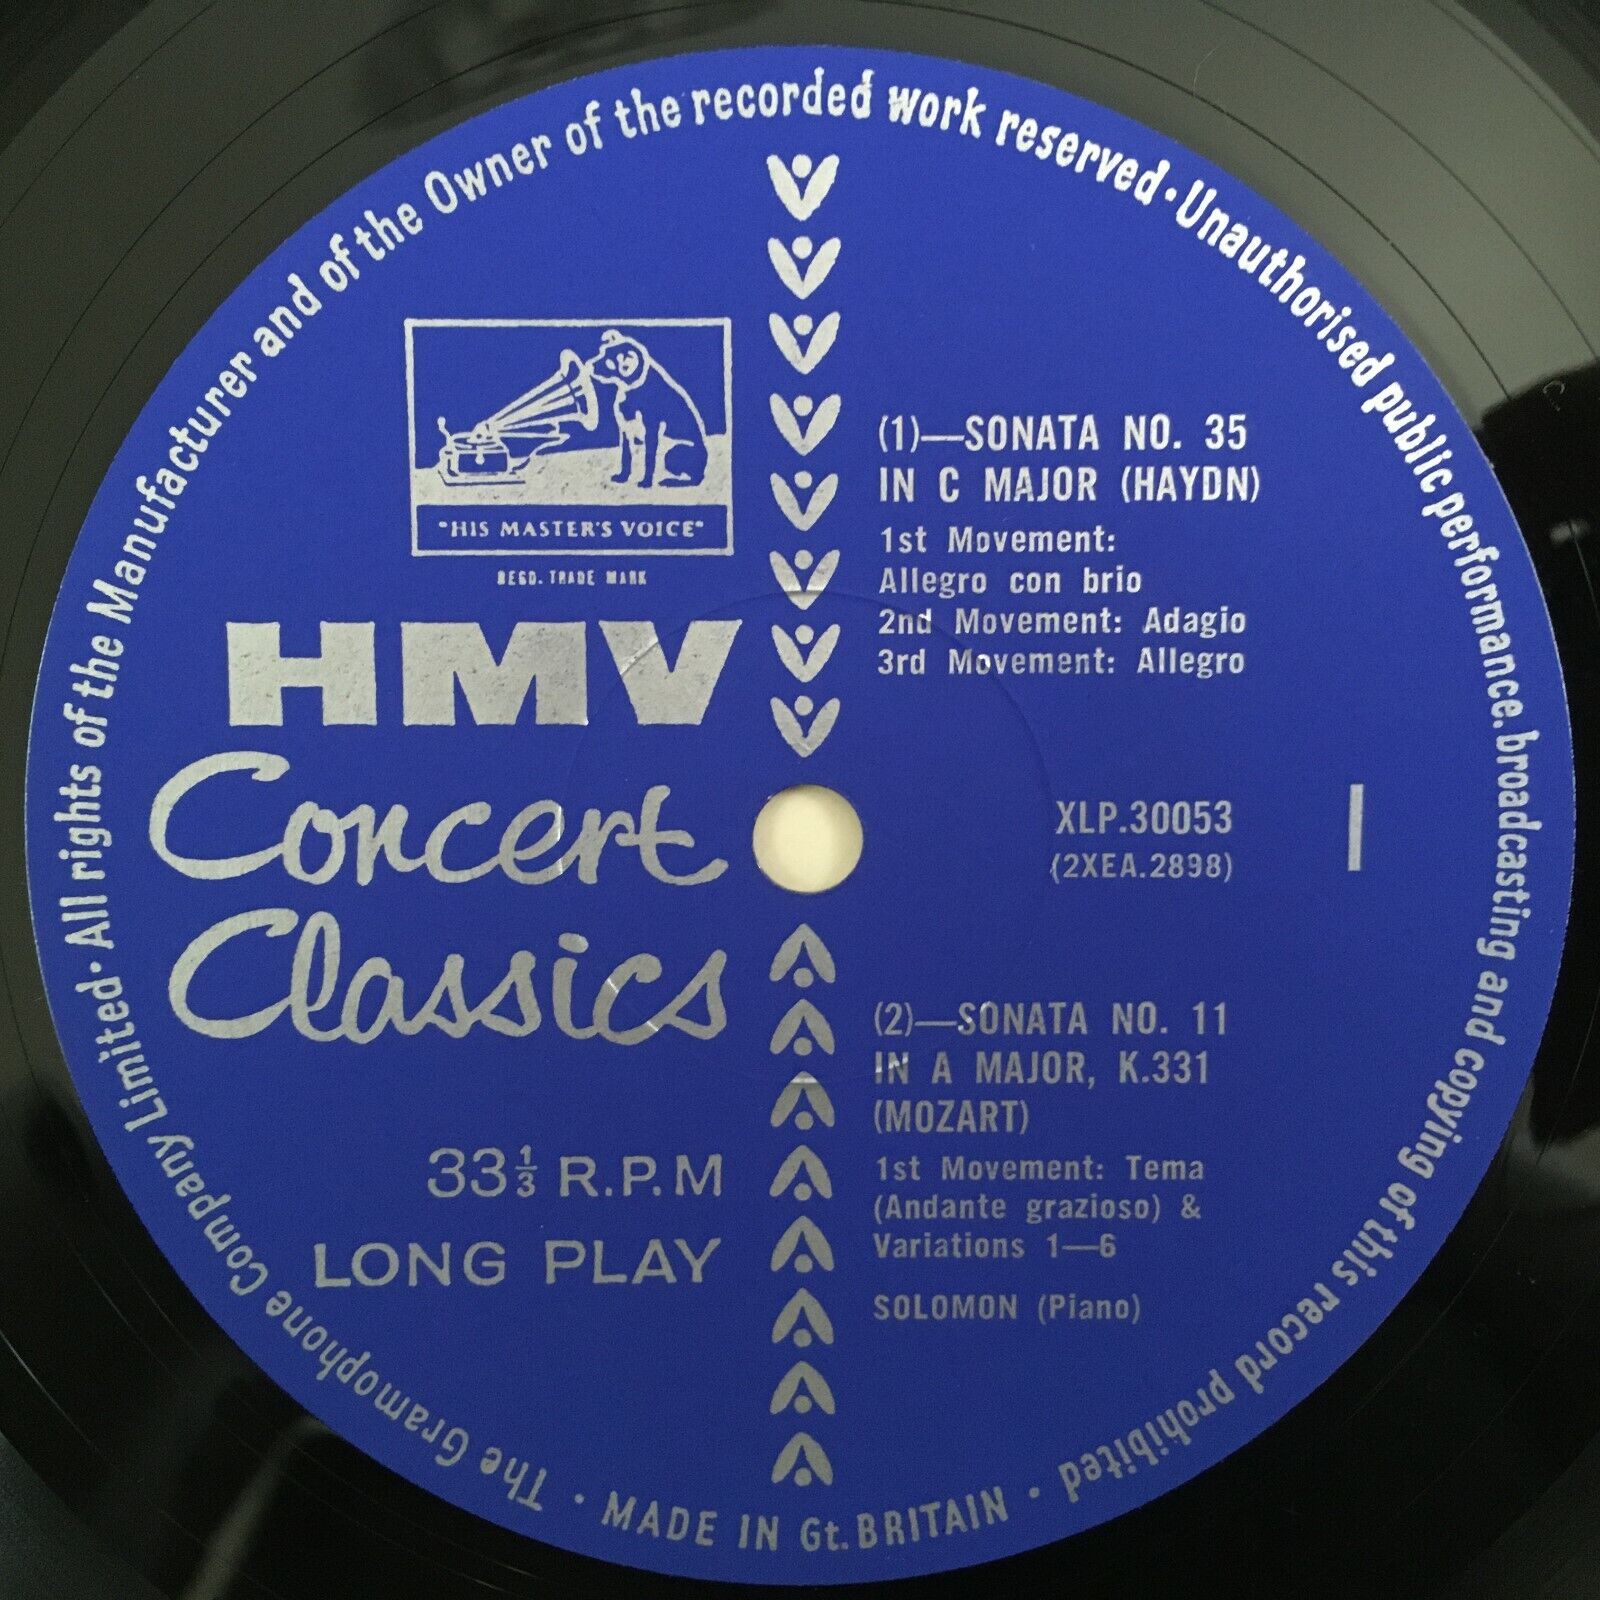 The Gramophone Company Limited · All rights of the Manufacturer and of the Owner of the recorded work reserved · Unauthorised public performance. broadcasting and copying of this record prohibited
· MADE IN Gt. BRITAIN ·
"HIS MASTER'S VOICE"
REGD. TRADE MARK
HMV
Concert
Classics
33⅓ R.P.M
LONG PLAY
(1)—SONATA NO. 35
IN C MAJOR (HAYDN)
1st Movement:
Allegro con brio
2nd Movement: Adagio
3rd Movement: Allegro
XLP.30053
(2XEA.2898)
I
(2)—SONATA NO. 11
IN A MAJOR, K.331
(MOZART)
1st Movement: Tema
(Andante grazioso) &
Variations 1—6
SOLOMON (Piano)